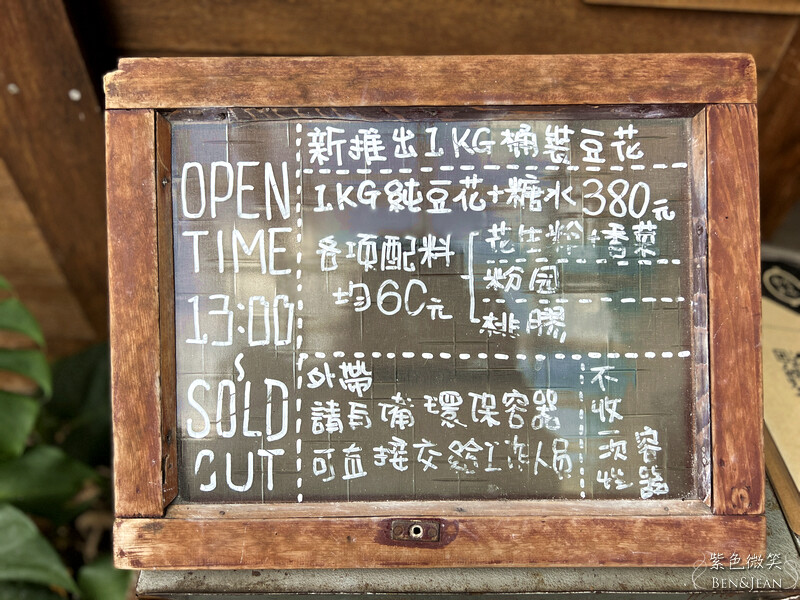 OPEN
TIME
13:00
~
SOLD
OUT
新推出1KG桶裝豆花
1KG純豆花+糖水380元
各項配料
均60元
花生粉+香菜
粉圓
桃膠
外帶
請自備環保容器
可直接交給工作人員
不收
一次性容器
紫色微笑
BEN&JEAN